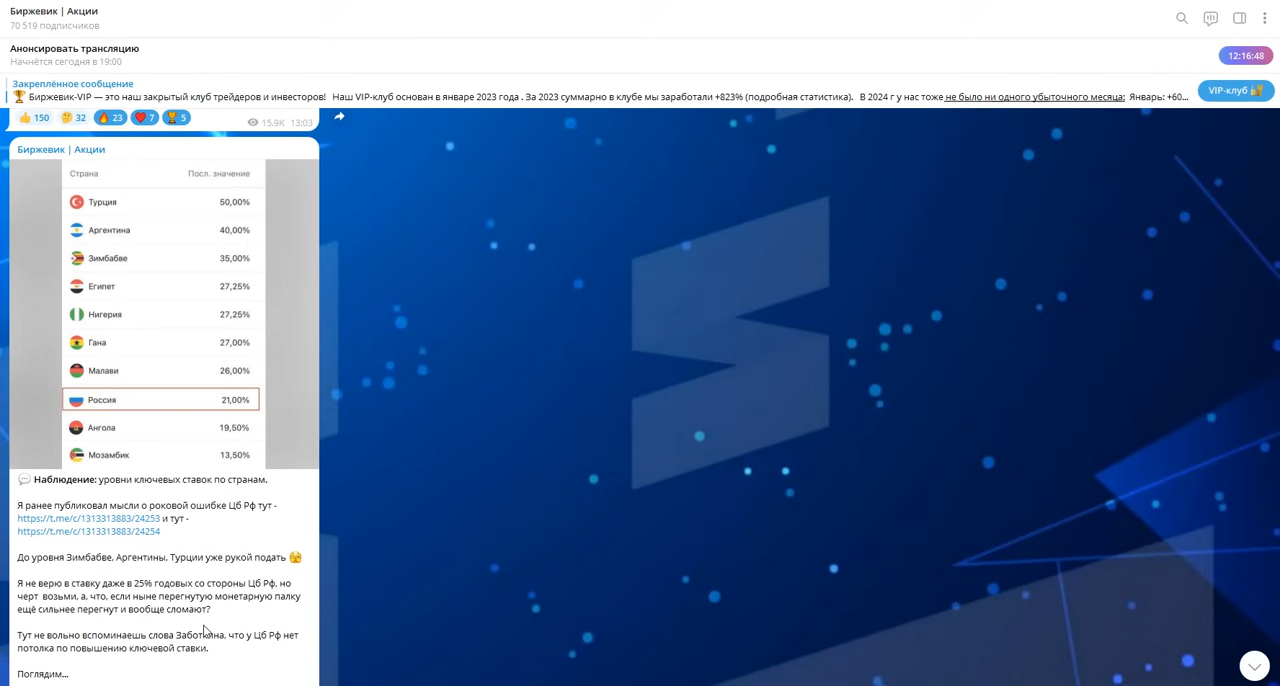 Биржевик | Акции
70 519 подписчиков
Анонсировать трансляцию
Начнётся сегодня в 19:00
12:16:48
Закреплённое сообщение
🏆 Биржевик-VIP — это наш закрытый клуб трейдеров и инвесторов! Наш VIP-клуб основан в январе 2023 года . За 2023 суммарно в клубе мы заработали +823% (подробная статистика). В 2024 г у нас тоже не было ни одного убыточного месяца: Январь: +60...
VIP-клуб 🔐
👍 150 🤔 32 🔥 23 ❤️ 7 🏆 5
15.9K 13:03
Биржевик | Акции
Страна Посл. значение
Турция 50,00%
Аргентина 40,00%
Зимбабве 35,00%
Египет 27,25%
Нигерия 27,25%
Гана 27,00%
Малави 26,00%
Россия 21,00%
Ангола 19,50%
Мозамбик 13,50%
💬 Наблюдение: уровни ключевых ставок по странам.
Я ранее публиковал мысли о роковой ошибке ЦБ РФ тут -
https://t.me/c/1313313883/24253 и тут -
https://t.me/c/1313313883/24254
До уровня Зимбабве, Аргентины, Турции уже рукой подать 🫣
Я не верю в ставку даже в 25% годовых со стороны Цб Рф, но
черт возьми, а, что, если ныне перегнутую монетарную палку
ещё сильнее перегнут и вообще сломают?
Тут не вольно вспоминаешь слова Заботкина, что у Цб Рф нет
потолка по повышению ключевой ставки.
Поглядим...